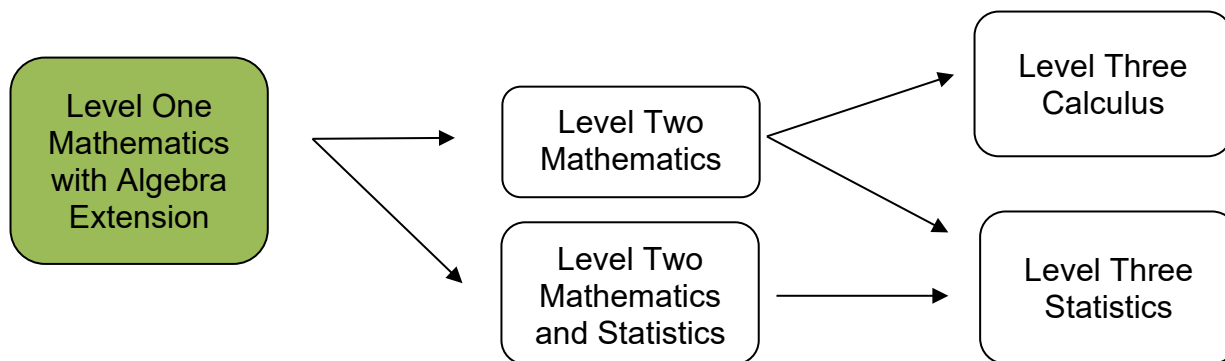 Level One
Mathematics
with Algebra
Extension
Level Two
Mathematics
Level Two
Mathematics
and Statistics
Level Three
Calculus
Level Three
Statistics